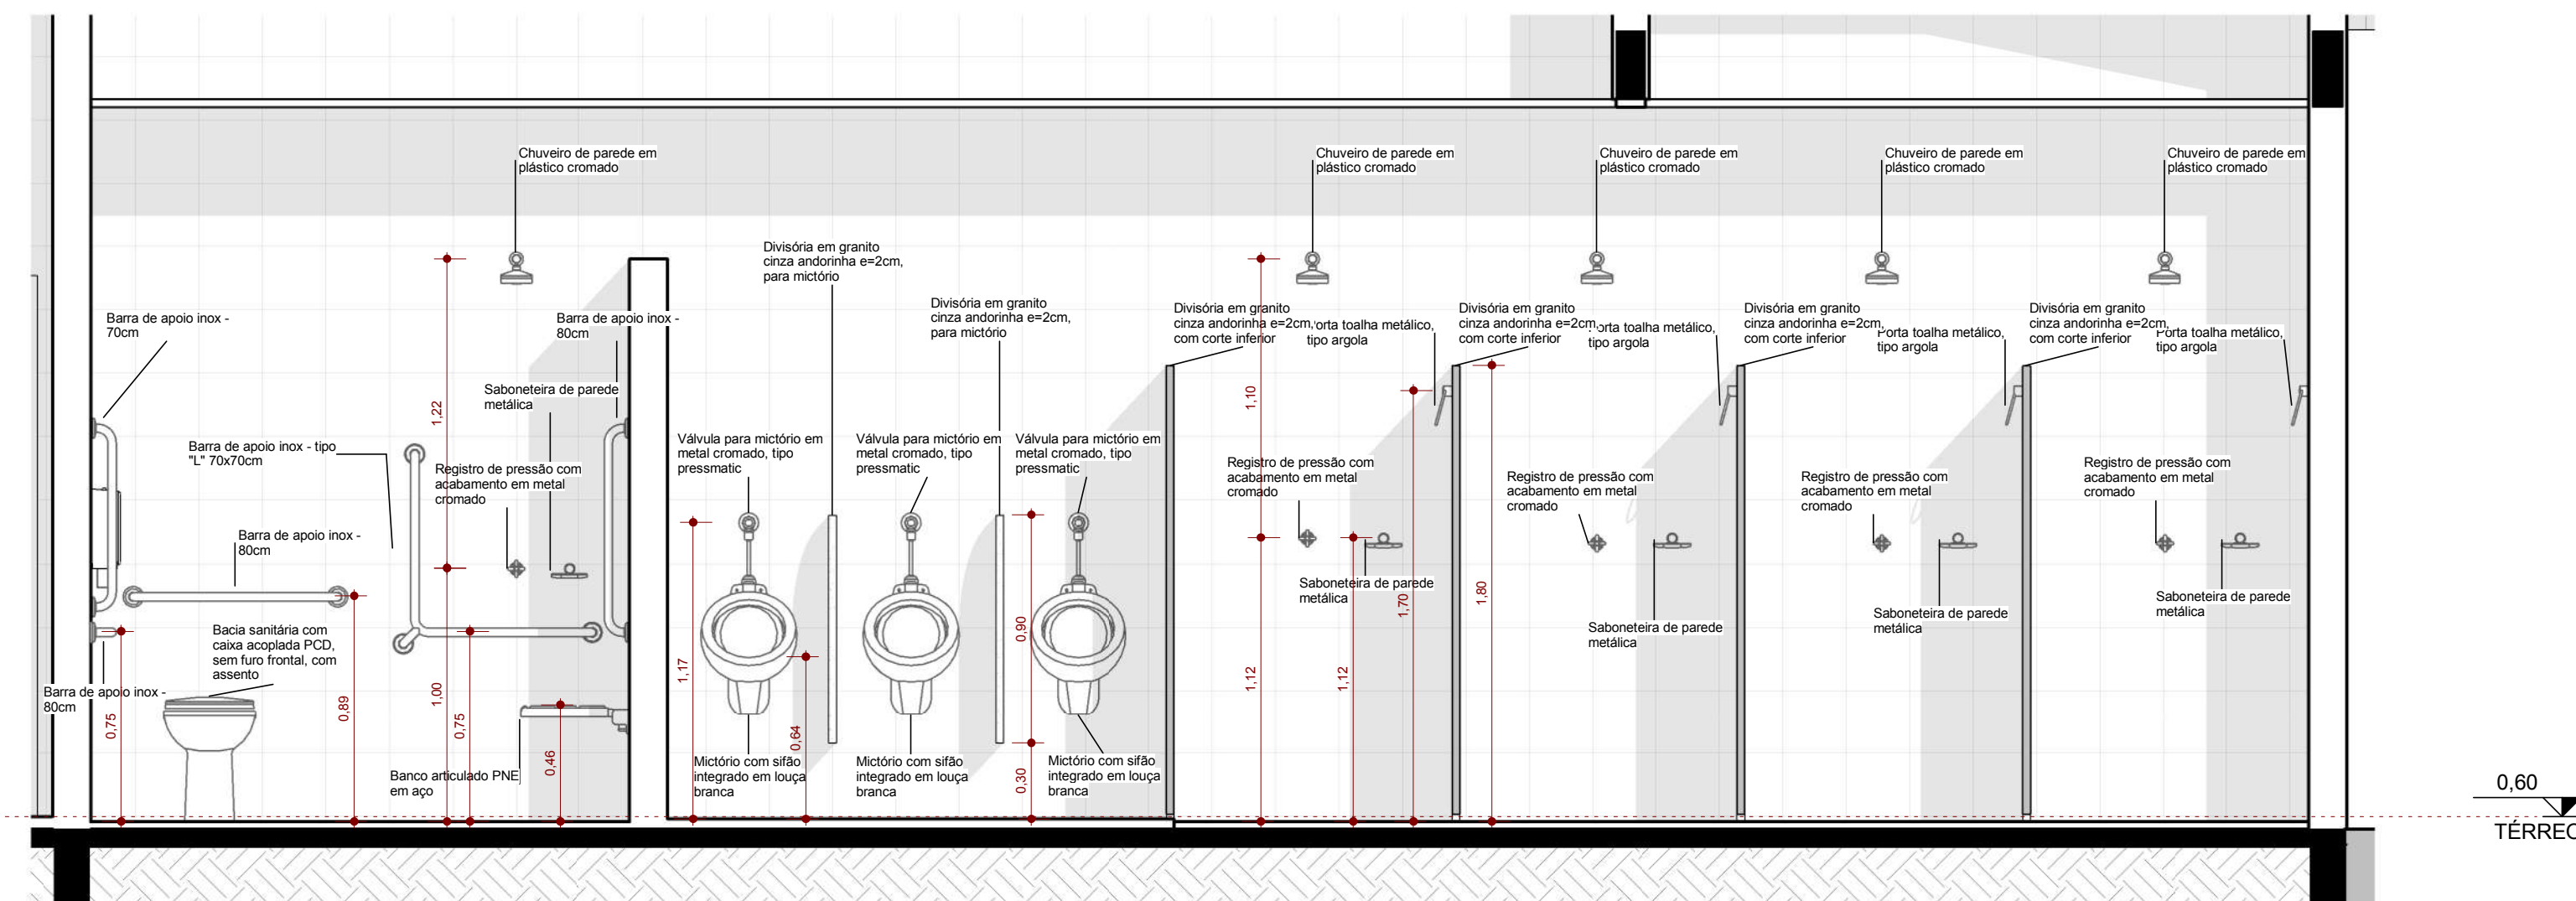 Chuveiro de parede em
plástico cromado
Chuveiro de parede em
plástico cromado
Chuveiro de parede em
plástico cromado
Chuveiro de parede em
plástico cromado
Chuveiro de parede em
plástico cromado
Divisória em granito
cinza andorinha e=2cm,
para mictório
Divisória em granito
cinza andorinha e=2cm,
para mictório
Divisória em granito
cinza andorinha e=2cm,
com corte inferior
Porta toalha metálico,
tipo argola
Divisória em granito
cinza andorinha e=2cm,
com corte inferior
Porta toalha metálico,
tipo argola
Divisória em granito
cinza andorinha e=2cm,
com corte inferior
Porta toalha metálico,
tipo argola
Divisória em granito
cinza andorinha e=2cm,
com corte inferior
Porta toalha metálico,
tipo argola
Barra de apoio inox -
70cm
Barra de apoio inox -
80cm
Saboneteira de parede
metálica
1,22
1,10
Barra de apoio inox - tipo
"L" 70x70cm
Registro de pressão com
acabamento em metal
cromado
Válvula para mictório em
metal cromado, tipo
pressmatic
Válvula para mictório em
metal cromado, tipo
pressmatic
Válvula para mictório em
metal cromado, tipo
pressmatic
Registro de pressão com
acabamento em metal
cromado
Registro de pressão com
acabamento em metal
cromado
Registro de pressão com
acabamento em metal
cromado
Registro de pressão com
acabamento em metal
cromado
Barra de apoio inox -
80cm
Bacia sanitária com
caixa acoplada PCD,
sem furo frontal, com
assento
Barra de apoio inox -
80cm
0,75
0,89
1,00
0,75
0,46
Banco articulado PNE
em aço
1,17
0,64
0,90
0,30
Mictório com sifão
integrado em louça
branca
Mictório com sifão
integrado em louça
branca
Mictório com sifão
integrado em louça
branca
1,12
1,12
1,70
1,80
Saboneteira de parede
metálica
Saboneteira de parede
metálica
Saboneteira de parede
metálica
Saboneteira de parede
metálica
0,60
TÉRREO